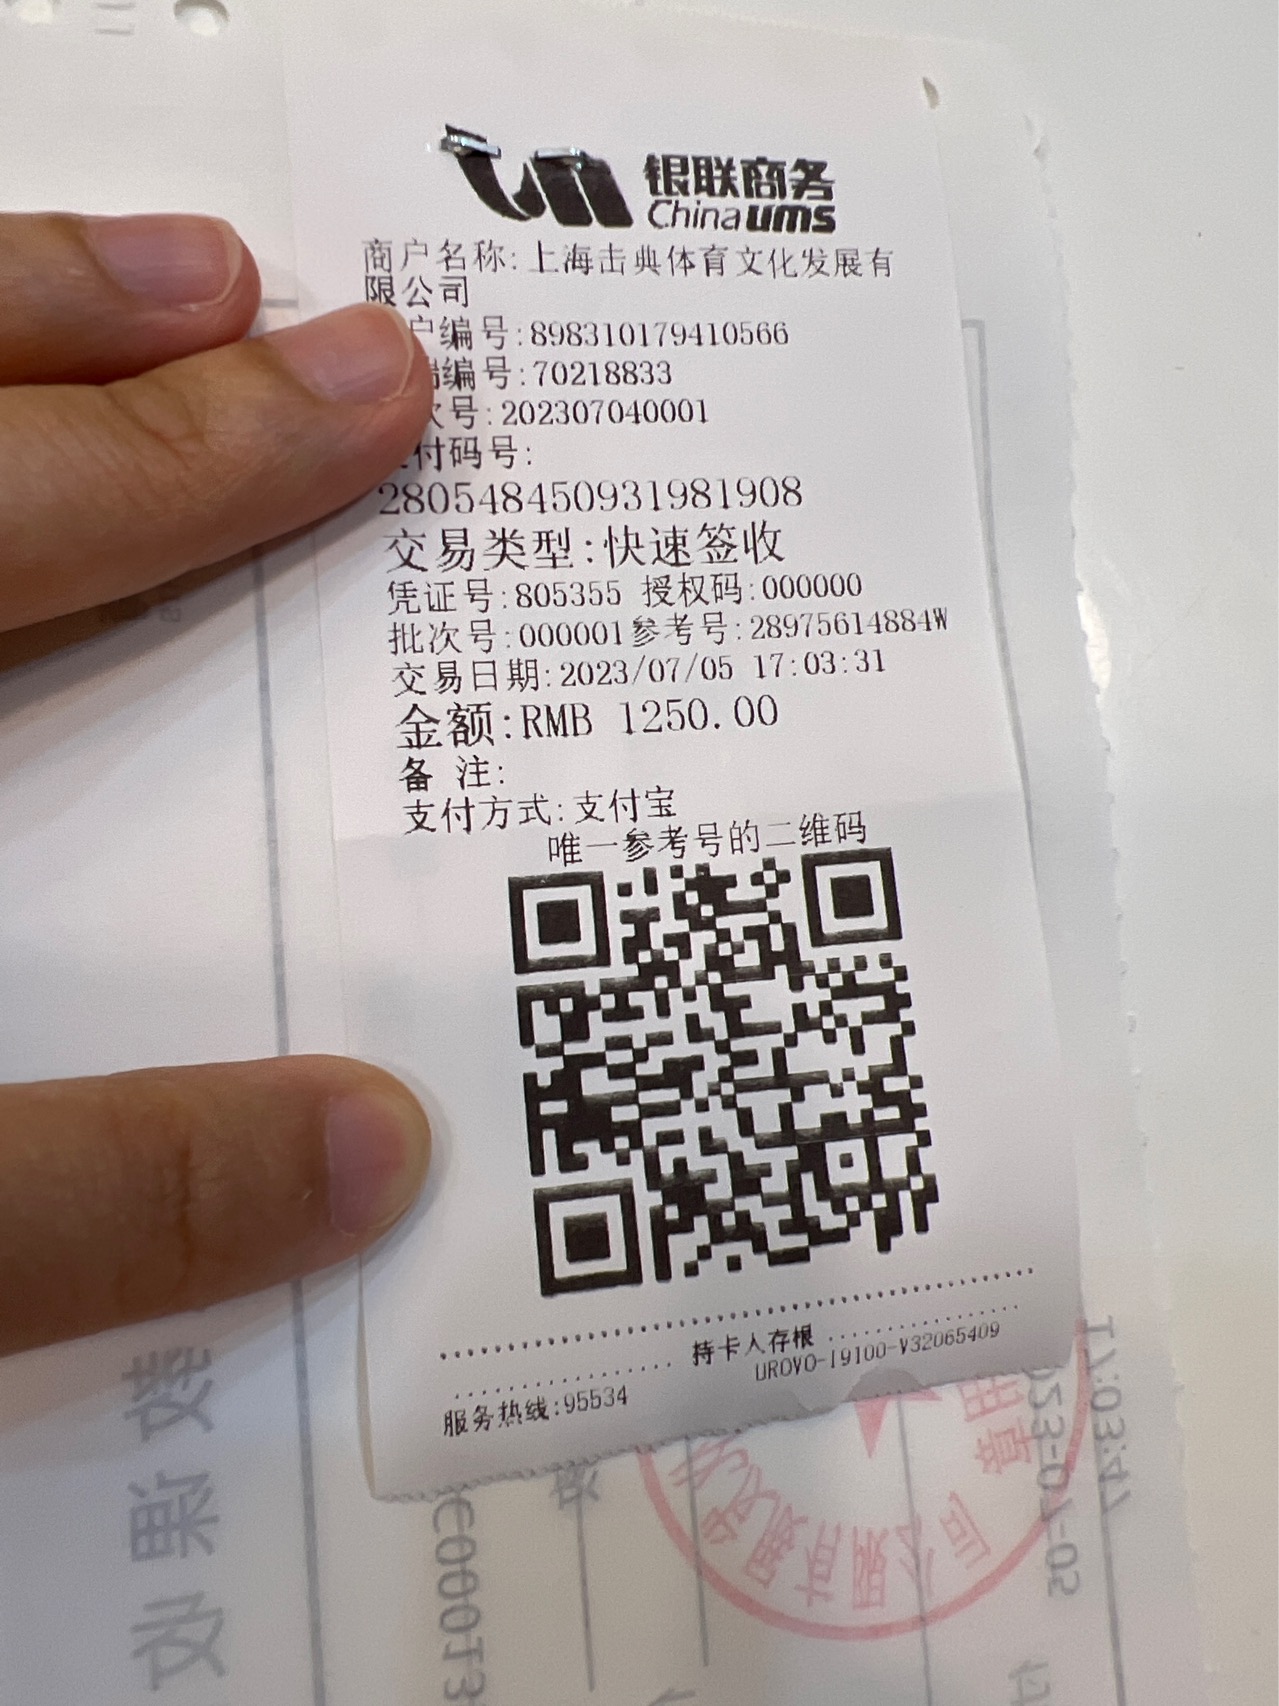 银联商务
China ums
商户名称:上海击典体育文化发展有
限公司
户编号:898310179410566
端编号:70218833
次号:202307040001
付码号:
280548450931981908
交易类型:快速签收
凭证号:805355 授权码:000000
批次号:000001参考号:28975614884W
交易日期:2023/07/05 17:03:31
金额:RMB 1250.00
备 注:
支付方式:支付宝
唯一参考号的二维码
持卡人存根
UROVO-I9100-V32065409
服务热线:95534